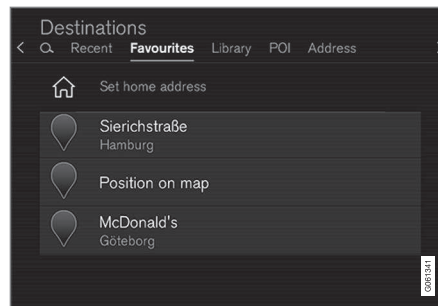 Destinations
Recent Favourites Library POI Address
Set home address
Sierichstraße
Hamburg
Position on map
McDonald's
Göteborg
G061341